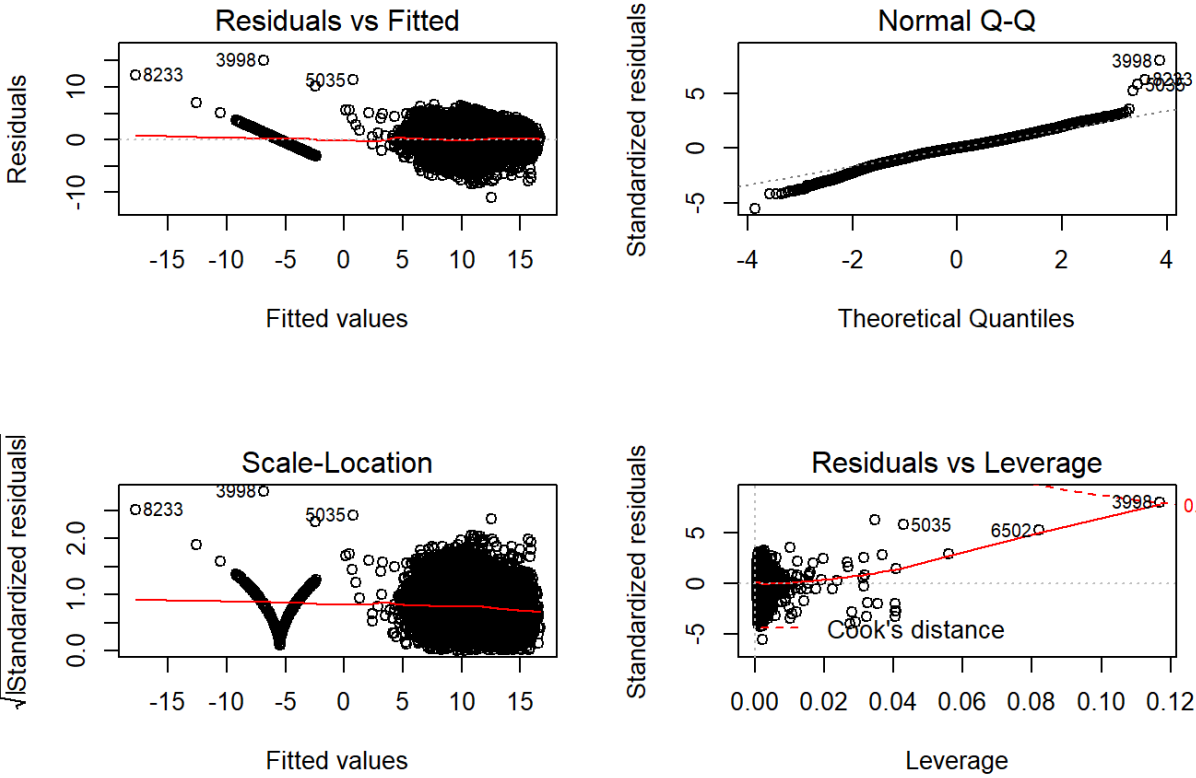 Residuals vs Fitted
Residuals
10
0
-10
8233
3998
5035
-15 -10 -5 0 5 10 15
Fitted values
Normal Q-Q
Standardized residuals
5
0
-5
3998
8233
5035
-4 -2 0 2 4
Theoretical Quantiles
Scale-Location
√|Standardized residuals|
2.0
1.0
0.0
8233
3998
5035
-15 -10 -5 0 5 10 15
Fitted values
Residuals vs Leverage
Standardized residuals
5
0
-5
3998
0.
5035
6502
Cook's distance
0.00 0.02 0.04 0.06 0.08 0.10 0.12
Leverage